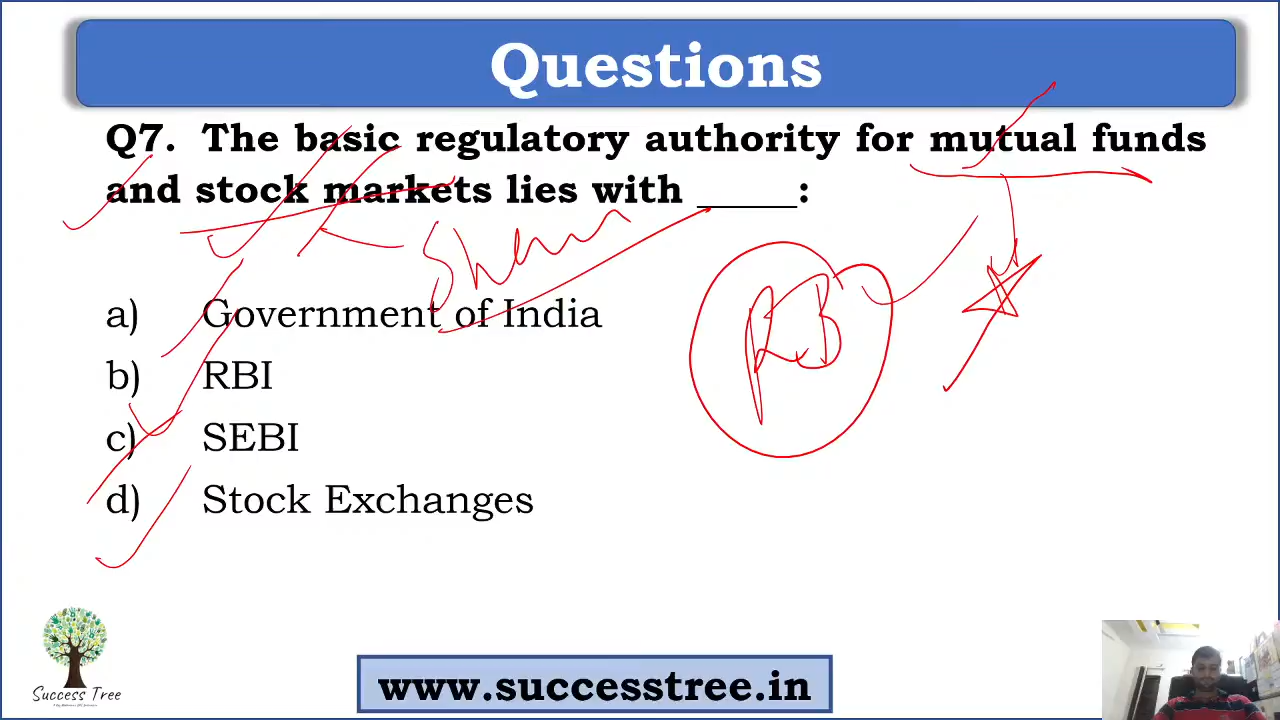 Questions
Q7. The basic regulatory authority for mutual funds
and stock markets lies with _____:
a) Government of India
b) RBI
c) SEBI
d) Stock Exchanges
RB
Success Tree
www.successtree.in